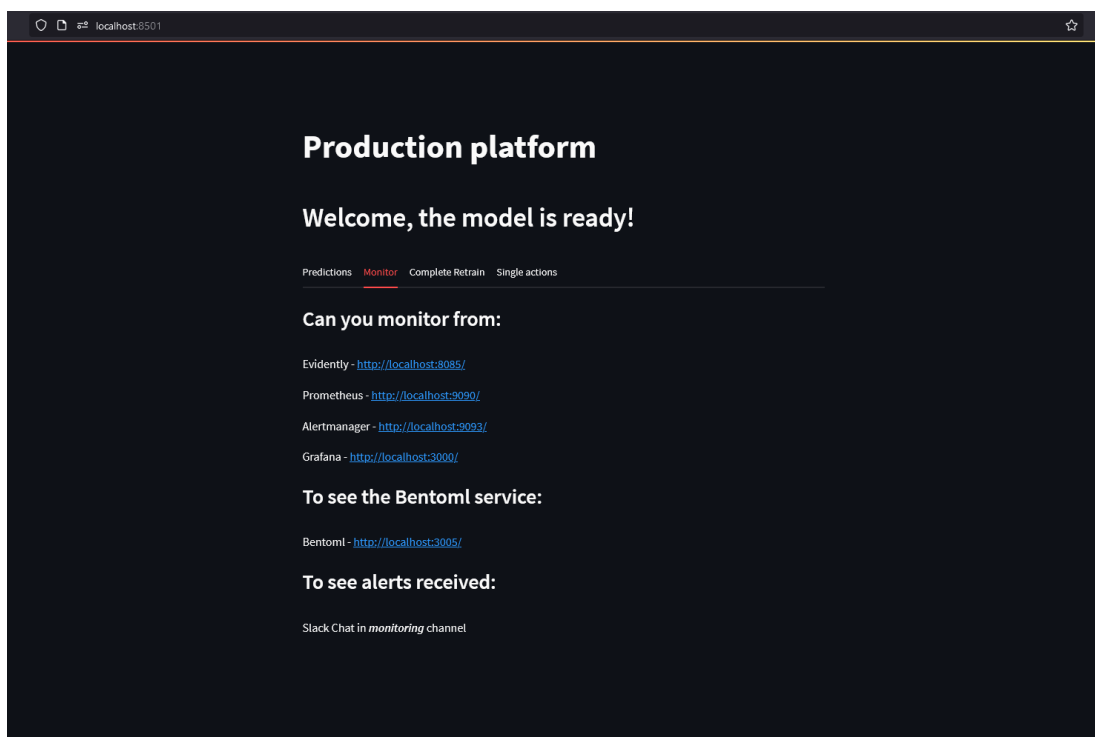 localhost:8501
Production platform
Welcome, the model is ready!
Predictions Monitor Complete Retrain Single actions
Can you monitor from:
Evidently - http://localhost:8085/
Prometheus - http://localhost:9090/
Alertmanager - http://localhost:9093/
Grafana - http://localhost:3000/
To see the Bentoml service:
Bentoml - http://localhost:3005/
To see alerts received:
Slack Chat in monitoring channel